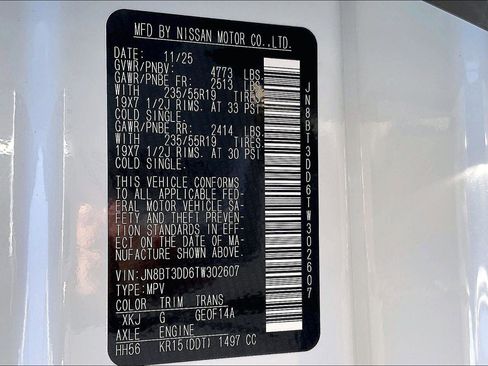 MFD BY NISSAN MOTOR CO.,LTD.
DATE: 11/25
GVWR/PNBV: 4773 LBS
GAWR/PNBE FR: 2513 LBS
WITH 235/55R19 TIRES
19X7 1/2J RIMS. AT 33 PSI
COLD SINGLE.
GAWR/PNBE RR: 2414 LBS
WITH 235/55R19 TIRES
19X7 1/2J RIMS. AT 30 PSI
COLD SINGLE.
THIS VEHICLE CONFORMS
TO ALL APPLICABLE FED-
ERAL MOTOR VEHICLE SA-
FETY AND THEFT PREVEN-
TION STANDARDS IN EFF-
ECT ON THE DATE OF MA-
NUFACTURE SHOWN ABOVE.
VIN:JN8BT3DD6TW302607
TYPE:MPV
COLOR TRIM TRANS
XKJ G GE0F14A
AXLE ENGINE
HH56 KR15(DDT) 1497 CC
JN8BT3DD6TW302607